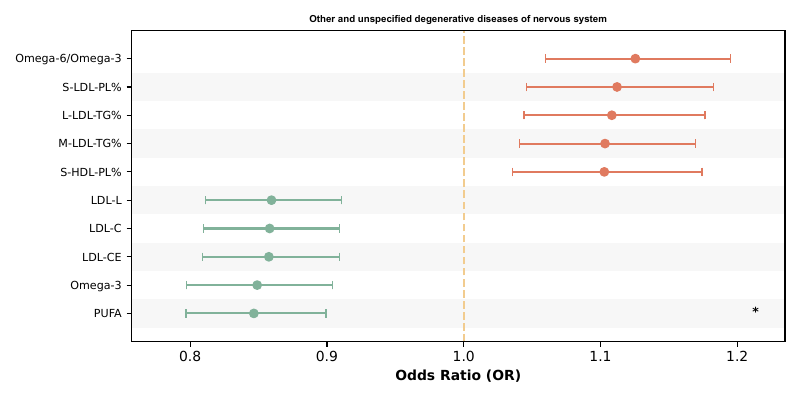 Other and unspecified degenerative diseases of nervous system
Omega-6/Omega-3
S-LDL-PL%
L-LDL-TG%
M-LDL-TG%
S-HDL-PL%
LDL-L
LDL-C
LDL-CE
Omega-3
PUFA *
0.8 0.9 1.0 1.1 1.2
Odds Ratio (OR)